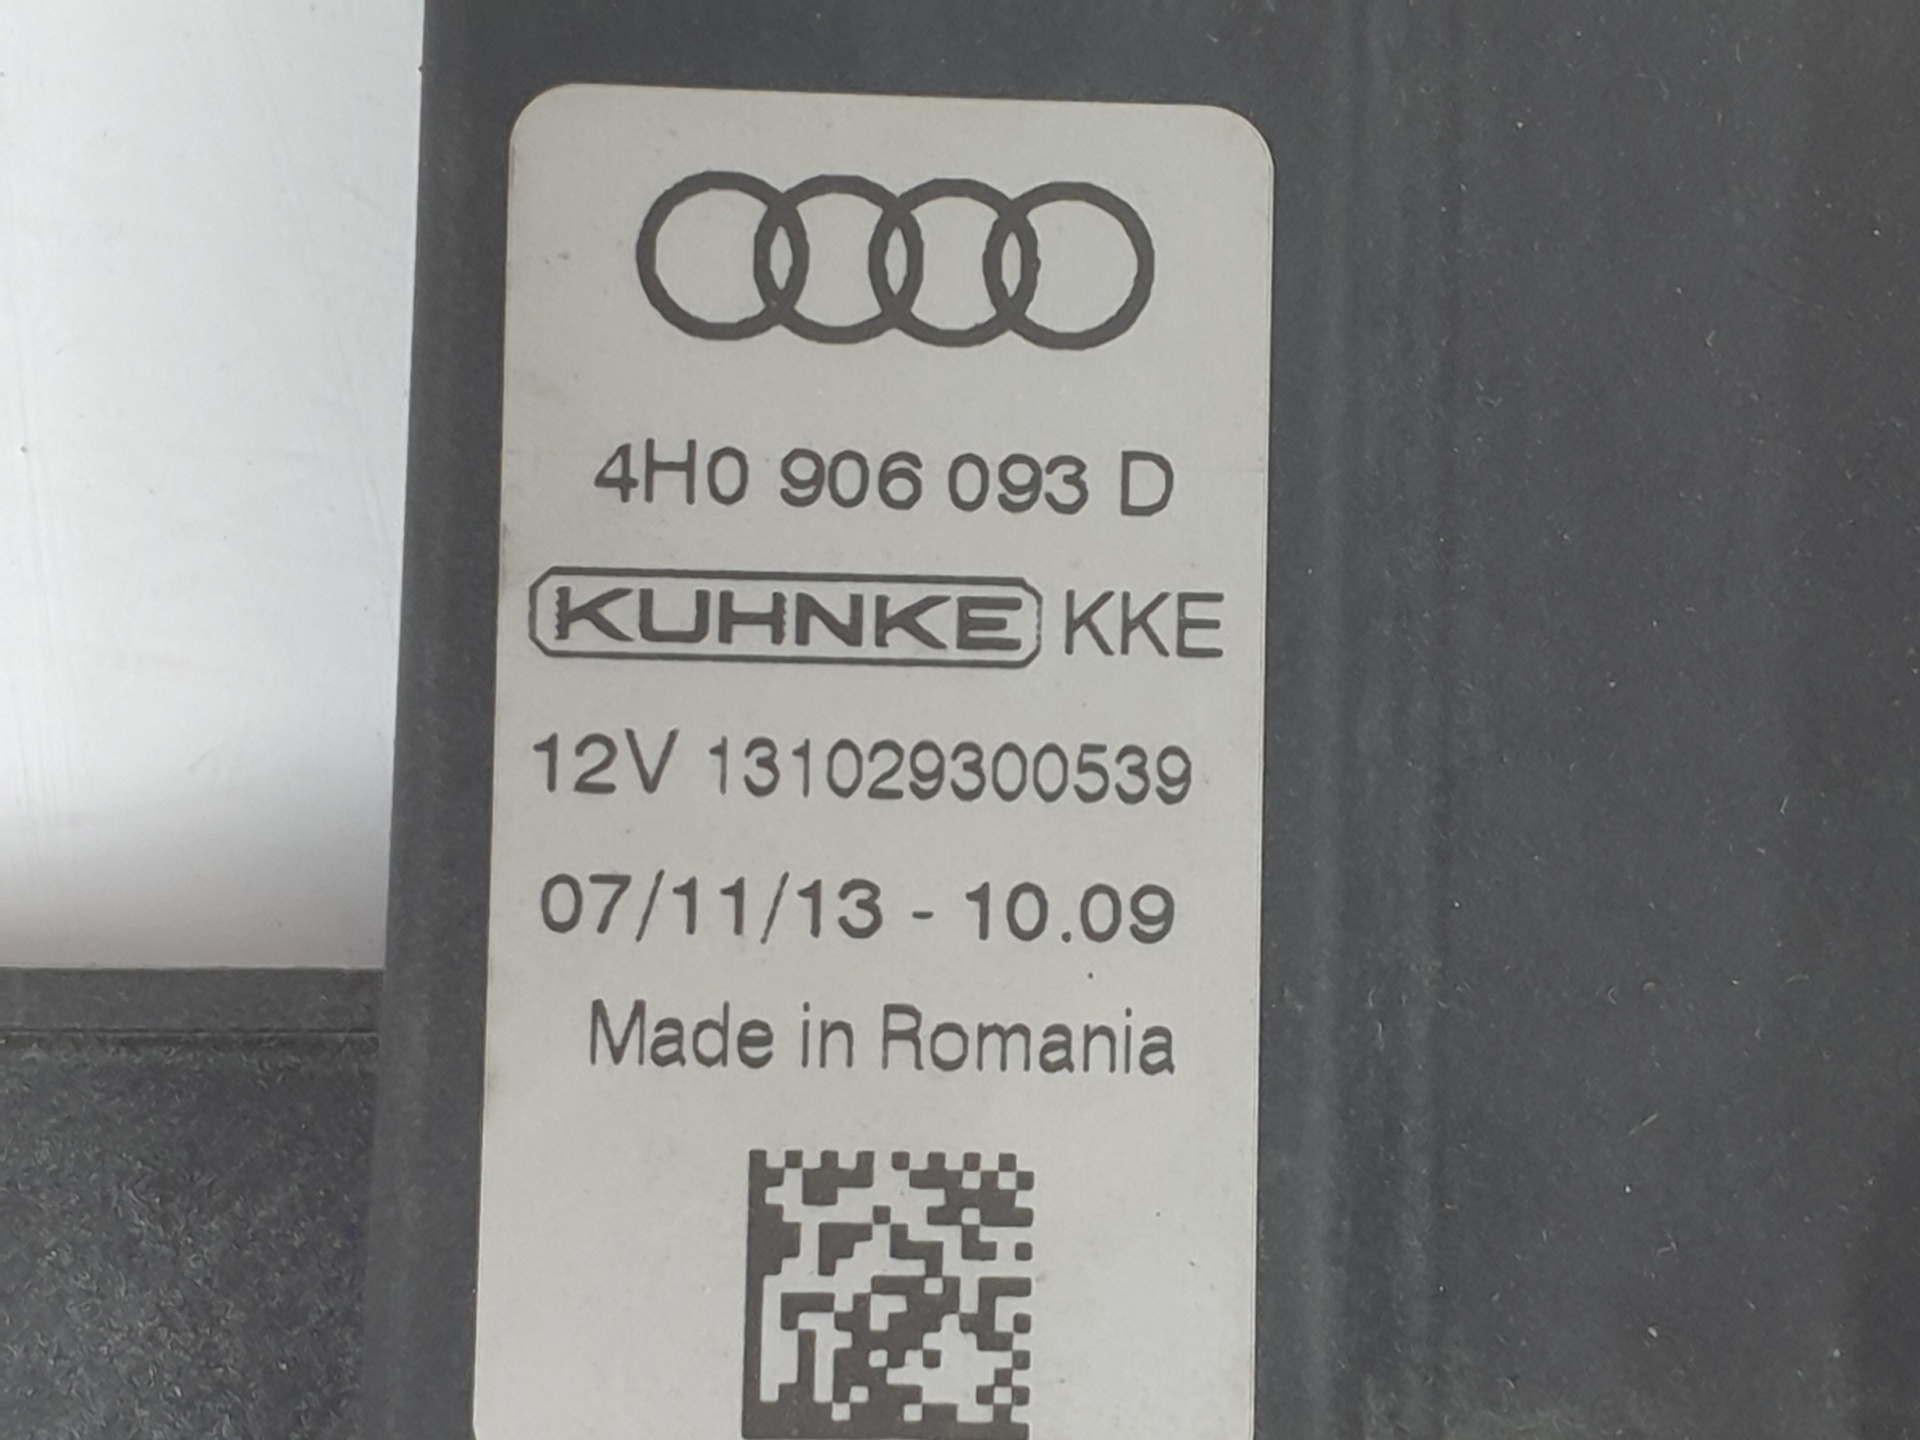 4H0 906 093 D
KUHNKE KKE
12V 131029300539
07/11/13 - 10.09
Made in Romania